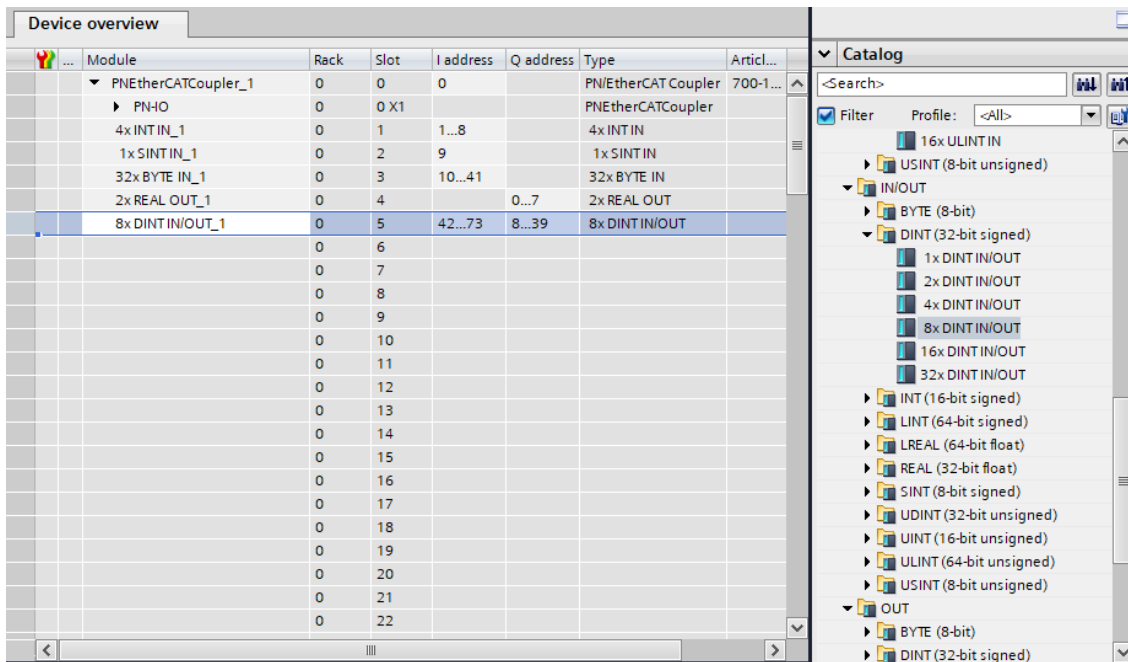 Device overview
... Module Rack Slot I address Q address Type Articl...
PNEtherCATCoupler_1 0 0 0 PN/EtherCAT Coupler 700-1...
PN-IO 0 0 X1 PNEtherCATCoupler
4x INT IN_1 0 1 1...8 4x INT IN
1x SINT IN_1 0 2 9 1x SINT IN
32x BYTE IN_1 0 3 10...41 32x BYTE IN
2x REAL OUT_1 0 4 0...7 2x REAL OUT
8x DINT IN/OUT_1 0 5 42...73 8...39 8x DINT IN/OUT
0 6
0 7
0 8
0 9
0 10
0 11
0 12
0 13
0 14
0 15
0 16
0 17
0 18
0 19
0 20
0 21
0 22
Catalog
<Search>
Filter Profile: <All>
16x ULINT IN
USINT (8-bit unsigned)
IN/OUT
BYTE (8-bit)
DINT (32-bit signed)
1x DINT IN/OUT
2x DINT IN/OUT
4x DINT IN/OUT
8x DINT IN/OUT
16x DINT IN/OUT
32x DINT IN/OUT
INT (16-bit signed)
LINT (64-bit signed)
LREAL (64-bit float)
REAL (32-bit float)
SINT (8-bit signed)
UDINT (32-bit unsigned)
UINT (16-bit unsigned)
ULINT (64-bit unsigned)
USINT (8-bit unsigned)
OUT
BYTE (8-bit)
DINT (32-bit signed)